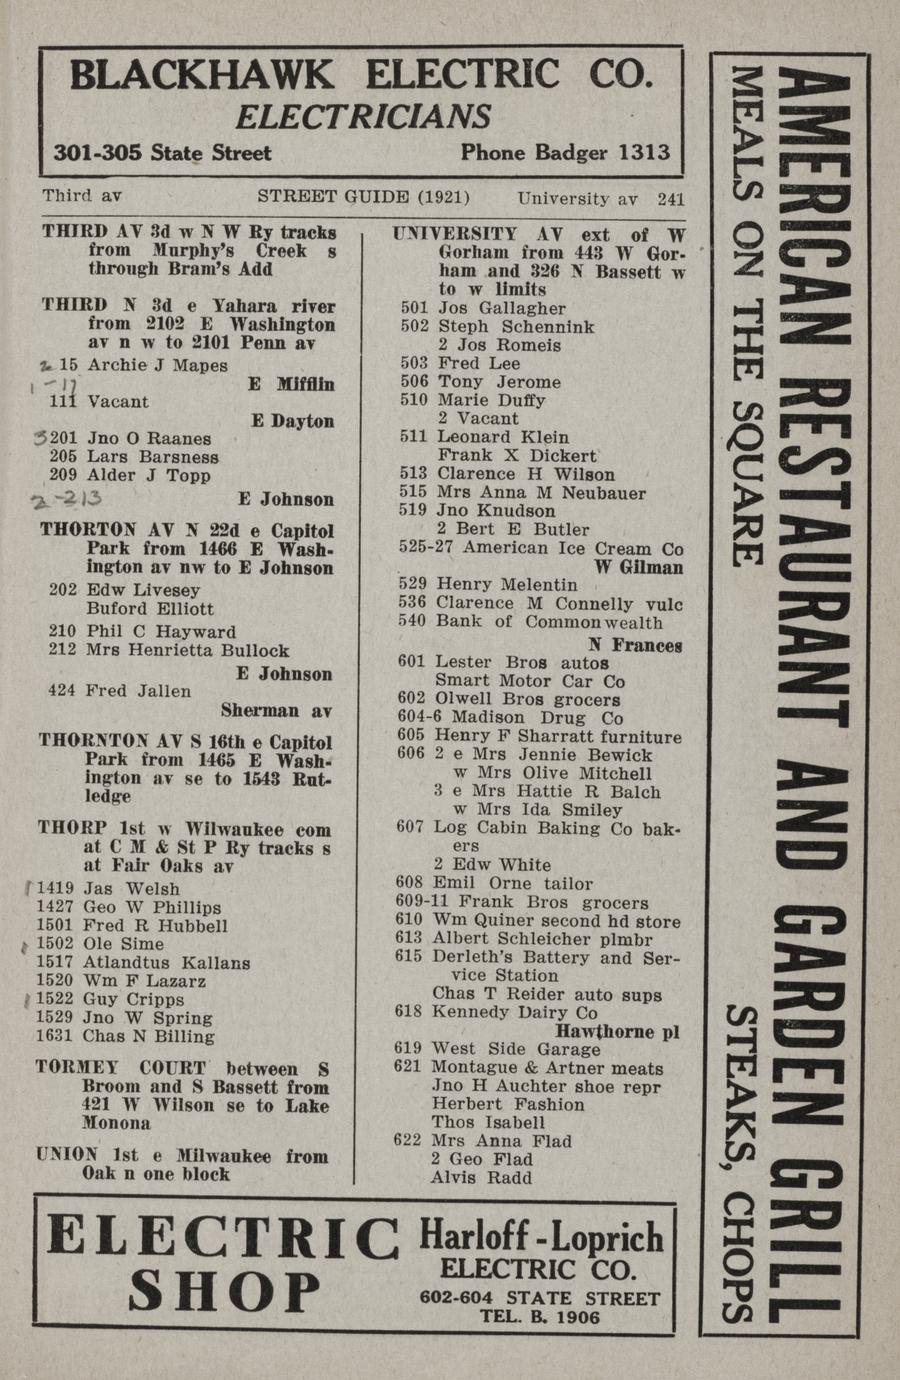 BLACKHAWK ELECTRIC CO.
ELECTRICIANS
301-305 State Street Phone Badger 1313
Third av STREET GUIDE (1921) University av 241
THIRD AV 3d w N W Ry tracks
from Murphy's Creek s
through Bram's Add
THIRD N 3d e Yahara river
from 2102 E Washington
av n w to 2101 Penn av
2 15 Archie J Mapes
1-17 E Mifflin
111 Vacant
E Dayton
3 201 Jno O Raanes
205 Lars Barsness
209 Alder J Topp
2-213 E Johnson
THORTON AV N 22d e Capitol
Park from 1466 E Wash-
ington av nw to E Johnson
202 Edw Livesey
Buford Elliott
210 Phil C Hayward
212 Mrs Henrietta Bullock
E Johnson
424 Fred Jallen
Sherman av
THORNTON AV S 16th e Capitol
Park from 1465 E Wash-
ington av se to 1543 Rut-
ledge
THORP 1st w Wilwaukee com
at C M & St P Ry tracks s
at Fair Oaks av
1419 Jas Welsh
1427 Geo W Phillips
1501 Fred R Hubbell
1502 Ole Sime
1517 Atlandtus Kallans
1520 Wm F Lazarz
1522 Guy Cripps
1529 Jno W Spring
1631 Chas N Billing
TORMEY COURT between S
Broom and S Bassett from
421 W Wilson se to Lake
Monona
UNION 1st e Milwaukee from
Oak n one block
UNIVERSITY AV ext of W
Gorham from 443 W Gor-
ham and 326 N Bassett w
to w limits
501 Jos Gallagher
502 Steph Schennink
2 Jos Romeis
503 Fred Lee
506 Tony Jerome
510 Marie Duffy
2 Vacant
511 Leonard Klein
Frank X Dickert
513 Clarence H Wilson
515 Mrs Anna M Neubauer
519 Jno Knudson
2 Bert E Butler
525-27 American Ice Cream Co
W Gilman
529 Henry Melentin
536 Clarence M Connelly vulc
540 Bank of Commonwealth
N Frances
601 Lester Bros autos
Smart Motor Car Co
602 Olwell Bros grocers
604-6 Madison Drug Co
605 Henry F Sharratt furniture
606 2 e Mrs Jennie Bewick
w Mrs Olive Mitchell
3 e Mrs Hattie R Balch
w Mrs Ida Smiley
607 Log Cabin Baking Co bak-
ers
2 Edw White
608 Emil Orne tailor
609-11 Frank Bros grocers
610 Wm Quiner second hd store
613 Albert Schleicher plmbr
615 Derleth's Battery and Ser-
vice Station
Chas T Reider auto sups
618 Kennedy Dairy Co
Hawthorne pl
619 West Side Garage
621 Montague & Artner meats
Jno H Auchter shoe repr
Herbert Fashion
Thos Isabell
622 Mrs Anna Flad
2 Geo Flad
Alvis Radd
ELECTRIC
SHOP
Harloff-Loprich
ELECTRIC CO.
602-604 STATE STREET
TEL. B. 1906
AMERICAN RESTAURANT AND GARDEN GRILL
MEALS ON THE SQUARE STEAKS, CHOPS